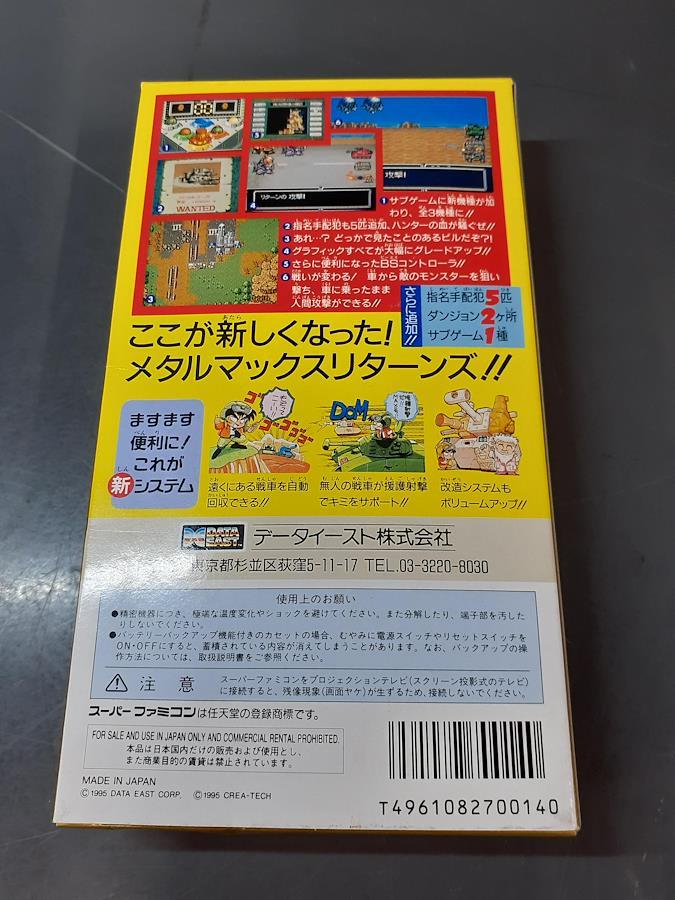 1
5
6
攻撃!
WANTED
2
リターンの 攻撃!
4
3
1 サブゲームに新機種が加
わり、全3機種に!!
2 指名手配犯も5匹追加、ハンターの血が騒ぐぜ!!
3 あれ…? どっかで見たことのあるビルだぞ?!
4 グラフィックすべてが大幅にグレードアップ!!
5 さらに便利になったBSコントローラ!!
6 戦いが変わる! 車から敵のモンスターを狙い
撃ち、車に乗ったまま
人間攻撃ができる!!
さらに追加!!
指名手配犯5匹
ダンジョン2ヶ所
サブゲーム1種
ここが新しくなった!
メタルマックスリターンズ!!
ますます
便利に!
これが
新システム
もどってこーい!!
ゴーゴゴゴー
遠くにある戦車を自動
回収できる!!
DOM
無人の戦車が援護射撃
でキミをサポート!!
改造システムも
ボリュームアップ!!
DATA EAST データイースト株式会社
東京都杉並区荻窪5-11-17 TEL.03-3220-8030
使用上のお願い
●精密機器につき、極端な温度変化やショックを避けてください。また分解したり、端子部を汚した
りしないでください。
●バッテリーバックアップ機能付きのカセットの場合、むやみに電源スイッチやリセットスイッチを
ON・OFFにすると、蓄積されている内容が消えてしまうことがあります。なお、バックアップの操
作方法については、取扱説明書をご参照ください。
注意 スーパーファミコンをプロジェクションテレビ(スクリーン投影式のテレビ)
に接続すると、残像現象(画面ヤケ)が生ずるため、接続しないでください。
スーパーファミコンは任天堂の登録商標です。
FOR SALE AND USE IN JAPAN ONLY AND COMMERCIAL RENTAL PROHIBITED.
本品は日本国内だけの販売および使用とし、
また商業目的の賃貸は禁止されています。
MADE IN JAPAN
©1995 DATA EAST CORP. ©1995 CREA-TECH
T4961082700140